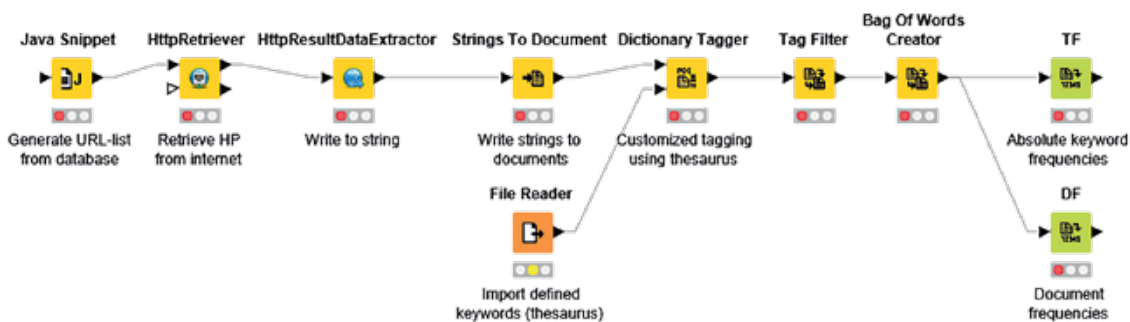 Java Snippet
Generate URL-list
from database
HttpRetriever
Retrieve HP
from internet
HttpResultDataExtractor
Write to string
Strings To Document
Write strings to
documents
Dictionary Tagger
Customized tagging
using thesaurus
Tag Filter
Bag Of Words
Creator
TF
Absolute keyword
frequencies
File Reader
Import defined
keywords (thesaurus)
DF
Document
frequencies